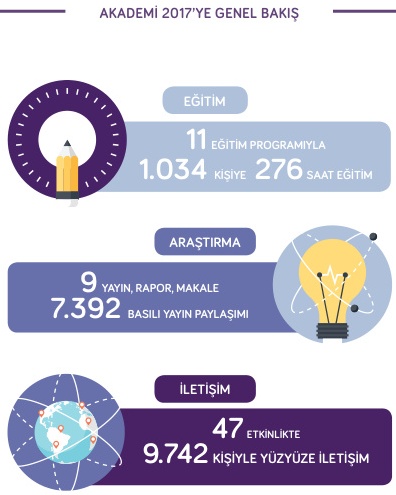 AKADEMİ 2017'YE GENEL BAKIŞ
EĞİTİM
11 EĞİTİM PROGRAMIYLA
1.034 KİŞİYE 276 SAAT EĞİTİM
ARAŞTIRMA
9 YAYIN, RAPOR, MAKALE
7.392 BASILI YAYIN PAYLAŞIMI
İLETİŞİM
47 ETKİNLİKTE
9.742 KİŞİYLE YÜZYÜZE İLETİŞİM